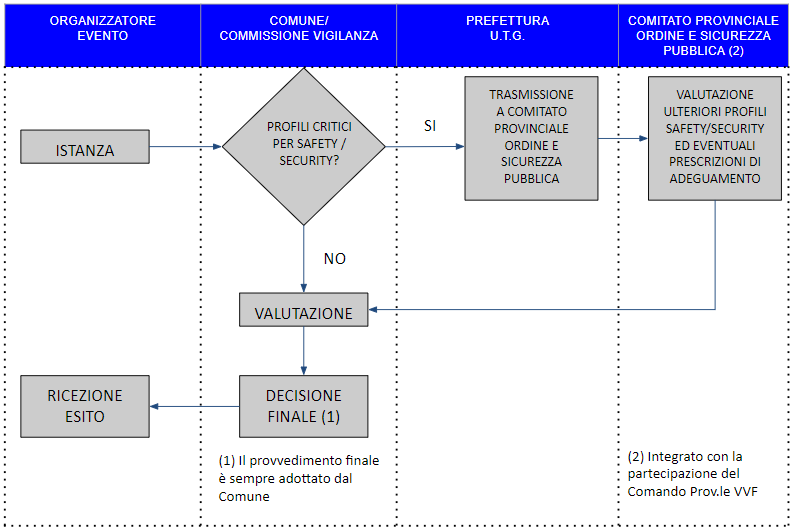 ORGANIZZATORE
EVENTO
COMUNE/
COMMISSIONE VIGILANZA
PREFETTURA
U.T.G.
COMITATO PROVINCIALE
ORDINE E SICUREZZA
PUBBLICA (2)
ISTANZA
PROFILI CRITICI
PER SAFETY /
SECURITY?
SI
TRASMISSIONE
A COMITATO
PROVINCIALE
ORDINE E
SICUREZZA
PUBBLICA
VALUTAZIONE
ULTERIORI PROFILI
SAFETY/SECURITY
ED EVENTUALI
PRESCRIZIONI DI
ADEGUAMENTO
NO
VALUTAZIONE
RICEZIONE
ESITO
DECISIONE
FINALE (1)
(1) Il provvedimento finale
è sempre adottato dal
Comune
(2) Integrato con la
partecipazione del
Comando Prov.le VVF